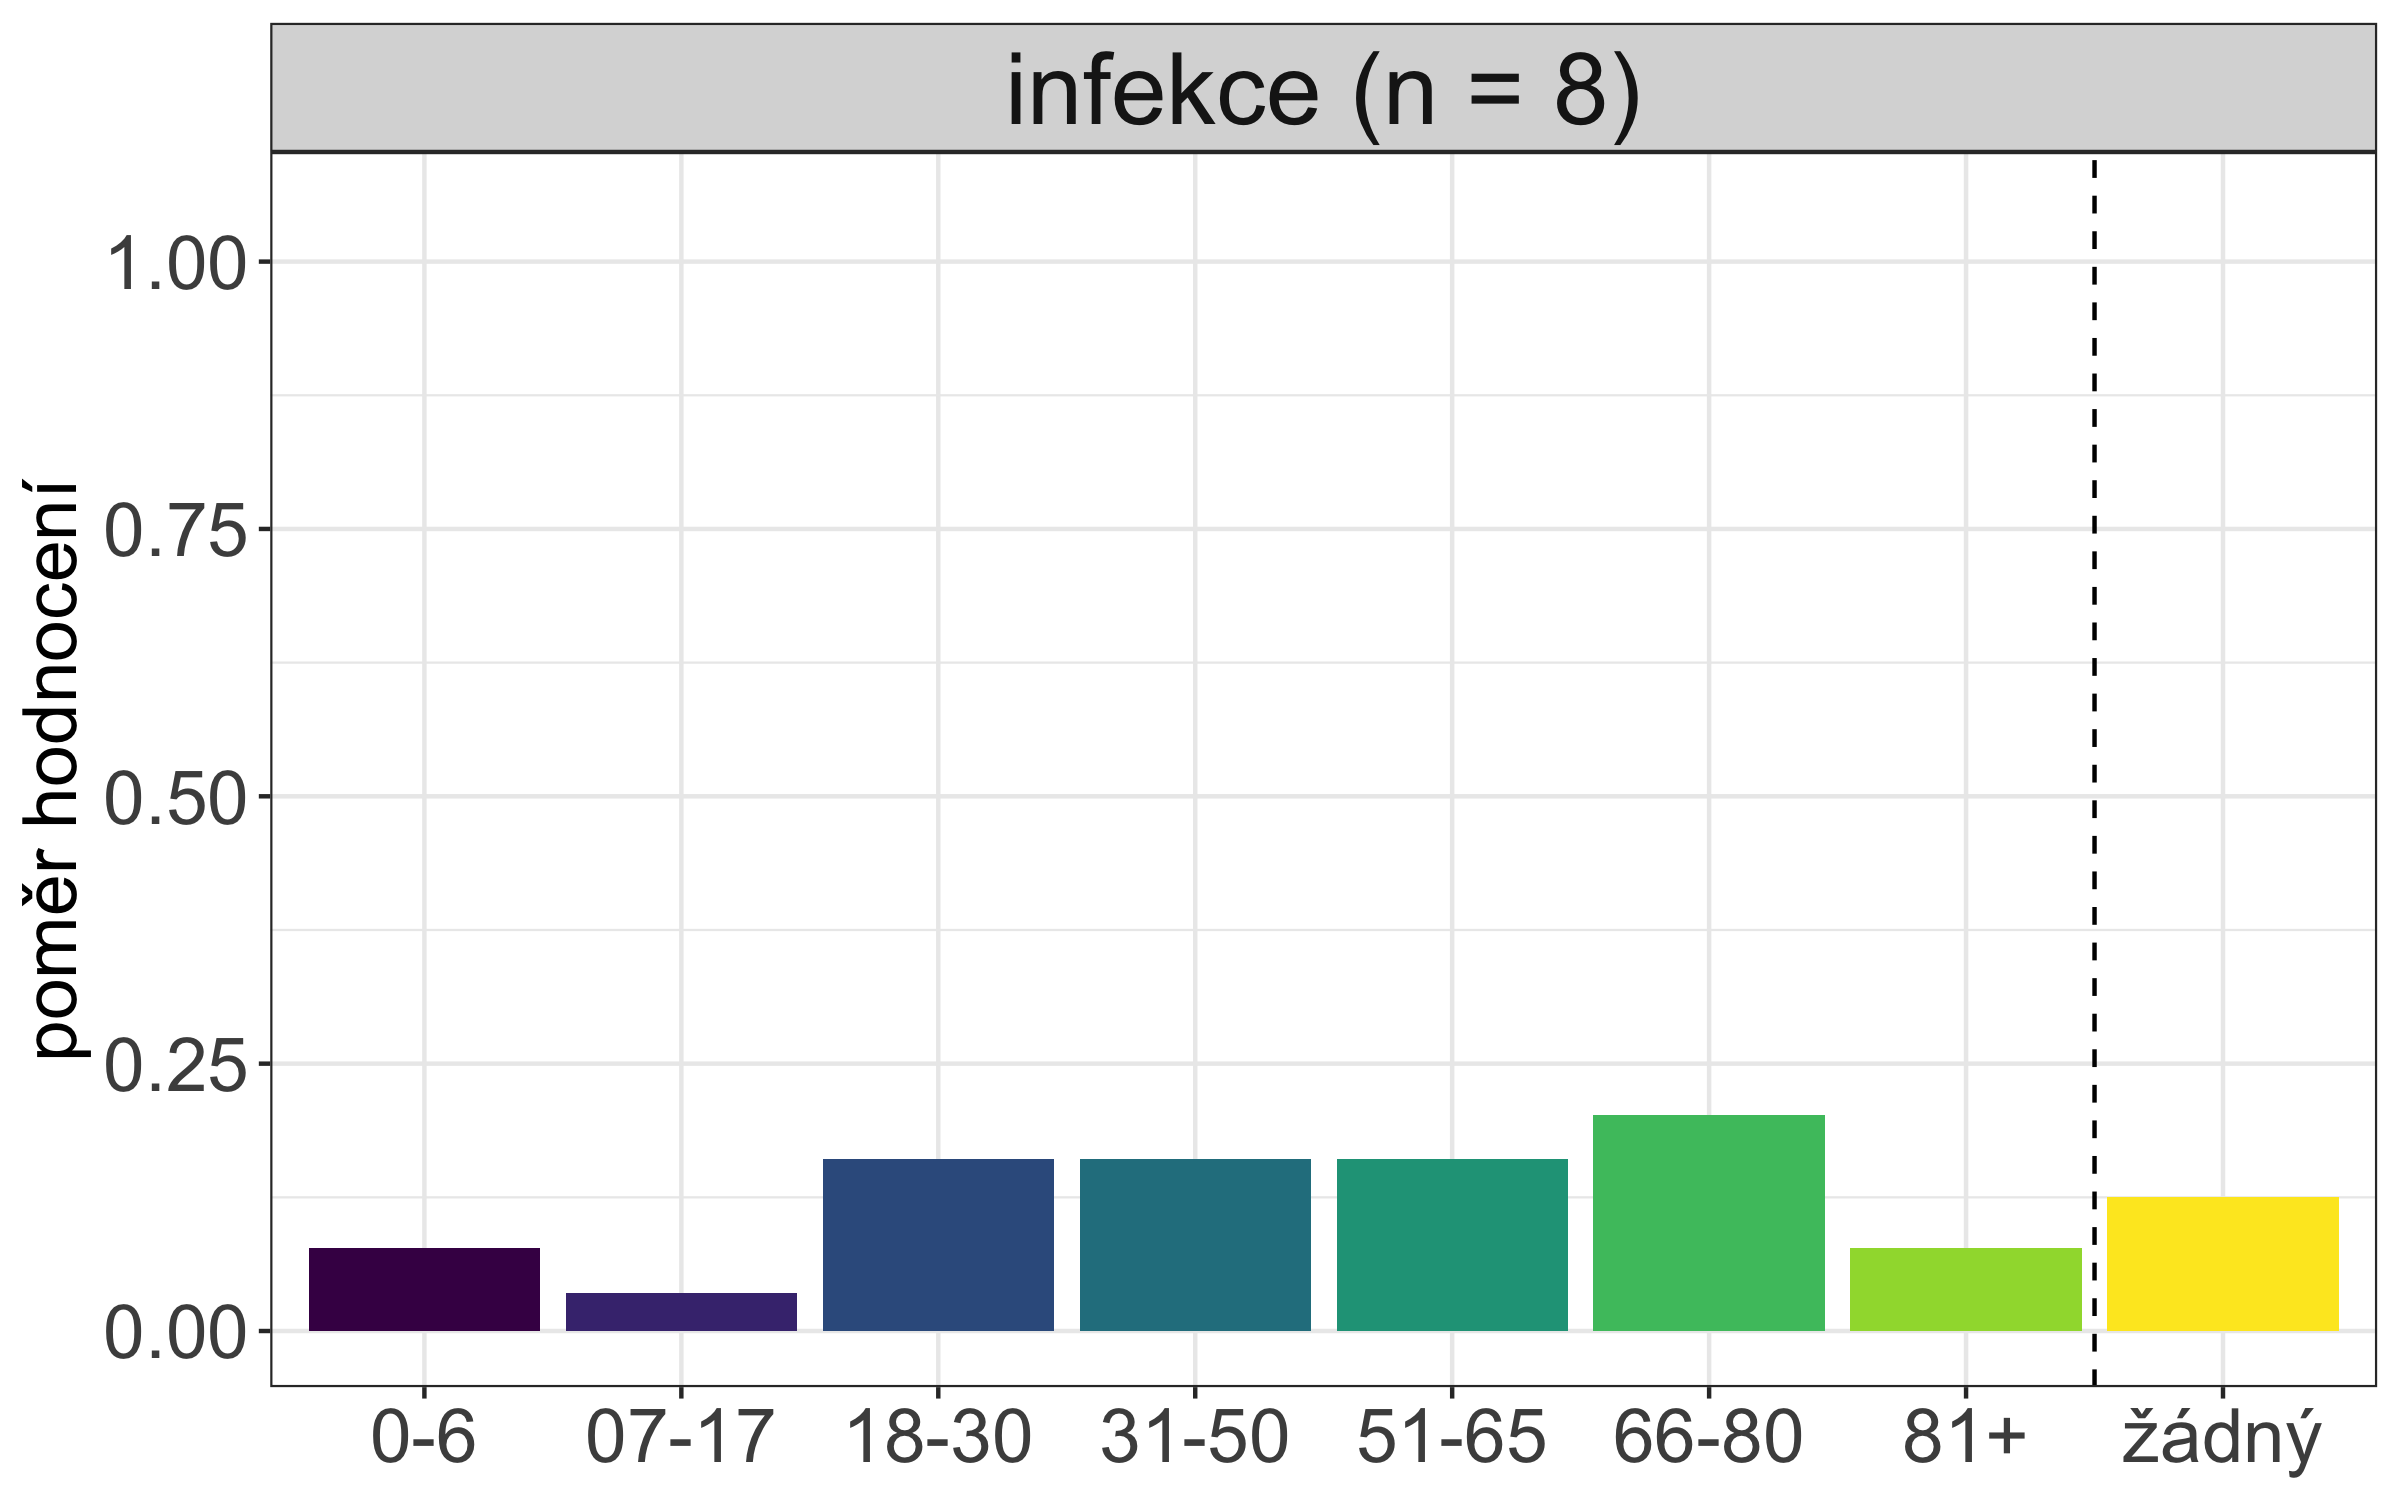 infekce (n = 8)
poměr hodnocení
1.00
0.75
0.50
0.25
0.00
0-6 07-17 18-30 31-50 51-65 66-80 81+ žádný